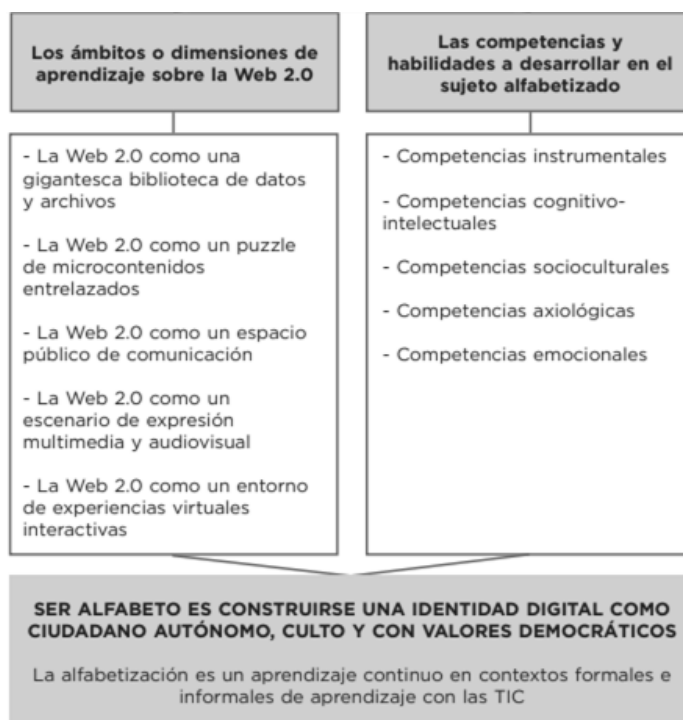 Los ámbitos o dimensiones de
aprendizaje sobre la Web 2.0
- La Web 2.0 como una
gigantesca biblioteca de datos
y archivos
- La Web 2.0 como un puzzle
de microcontenidos
entrelazados
- La Web 2.0 como un espacio
público de comunicación
- La Web 2.0 como un
escenario de expresión
multimedia y audiovisual
- La Web 2.0 como un entorno
de experiencias virtuales
interactivas
Las competencias y
habilidades a desarrollar en el
sujeto alfabetizado
- Competencias instrumentales
- Competencias cognitivo-
intelectuales
- Competencias socioculturales
- Competencias axiológicas
- Competencias emocionales
SER ALFABETO ES CONSTRUIRSE UNA IDENTIDAD DIGITAL COMO
CIUDADANO AUTÓNOMO, CULTO Y CON VALORES DEMOCRÁTICOS
La alfabetización es un aprendizaje continuo en contextos formales e
informales de aprendizaje con las TIC